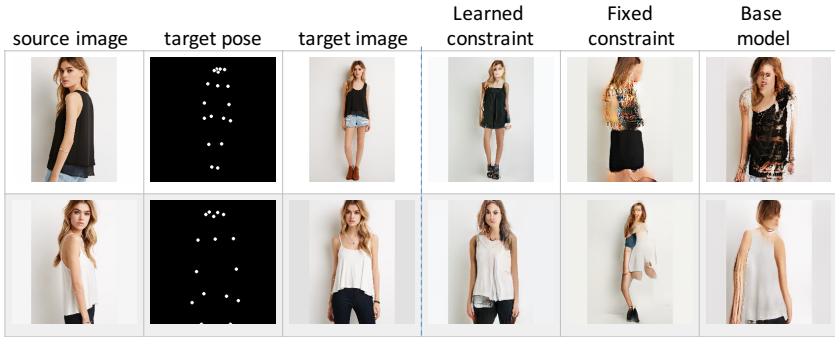 source image
target pose
target image
Learned
constraint
Fixed
constraint
Base
model